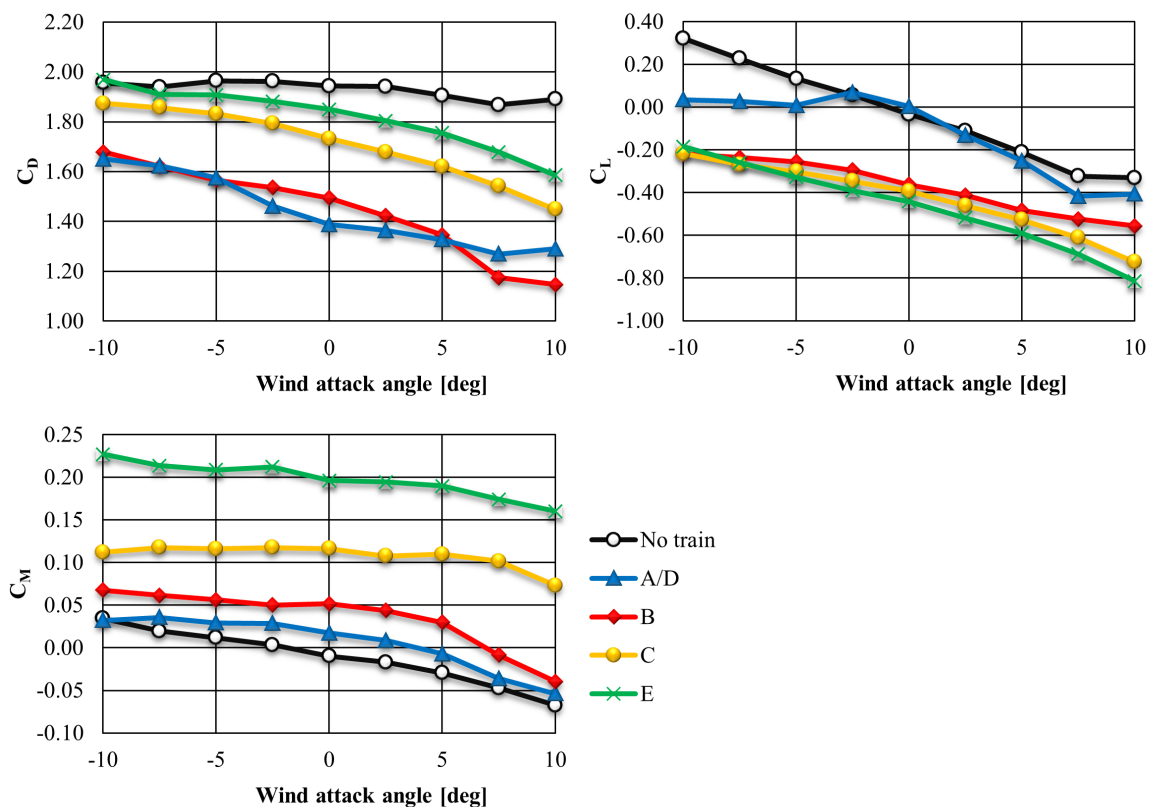 2.20
2.00
1.80
1.60
1.40
1.20
1.00
C_D
-10 -5 0 5 10
Wind attack angle [deg]
0.40
0.20
0.00
-0.20
-0.40
-0.60
-0.80
-1.00
C_L
-10 -5 0 5 10
Wind attack angle [deg]
0.25
0.20
0.15
0.10
0.05
0.00
-0.05
-0.10
C_M
-10 -5 0 5 10
Wind attack angle [deg]
No train
A/D
B
C
E